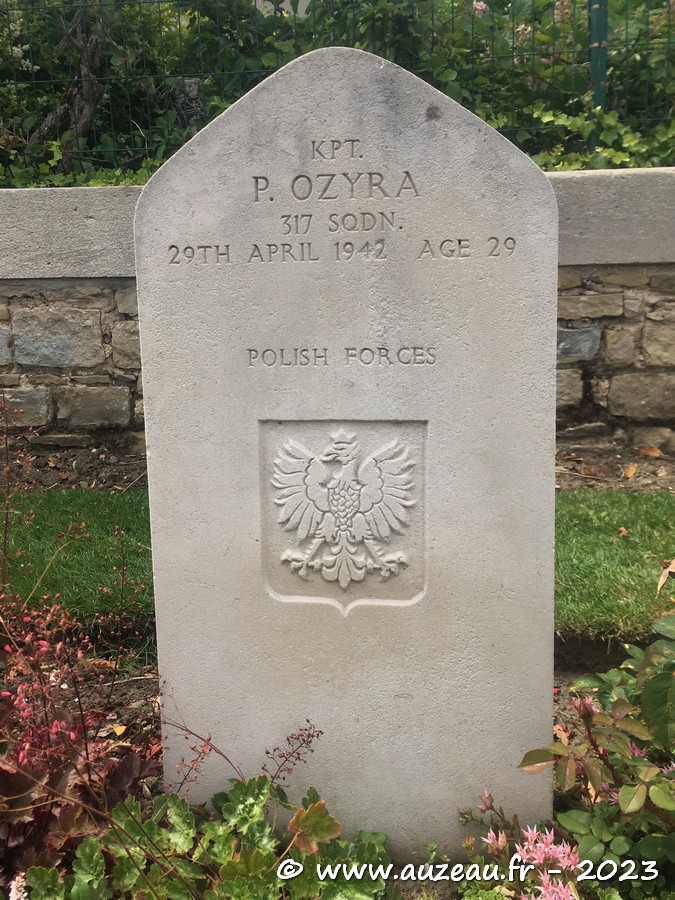 KPT.
P. OZYRA
317 SQDN.
29TH APRIL 1942 AGE 29
POLISH FORCES
© www.auzeau.fr - 2023